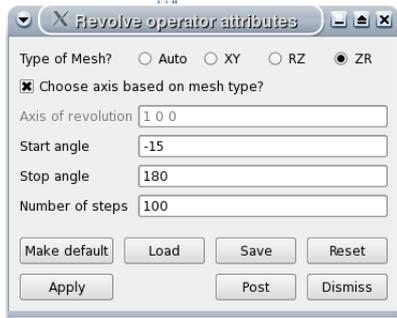 Revolve operator attributes
Type of Mesh? Auto XY RZ ZR
Choose axis based on mesh type?
Axis of revolution 1 0 0
Start angle -15
Stop angle 180
Number of steps 100
Make default Load Save Reset
Apply Post Dismiss